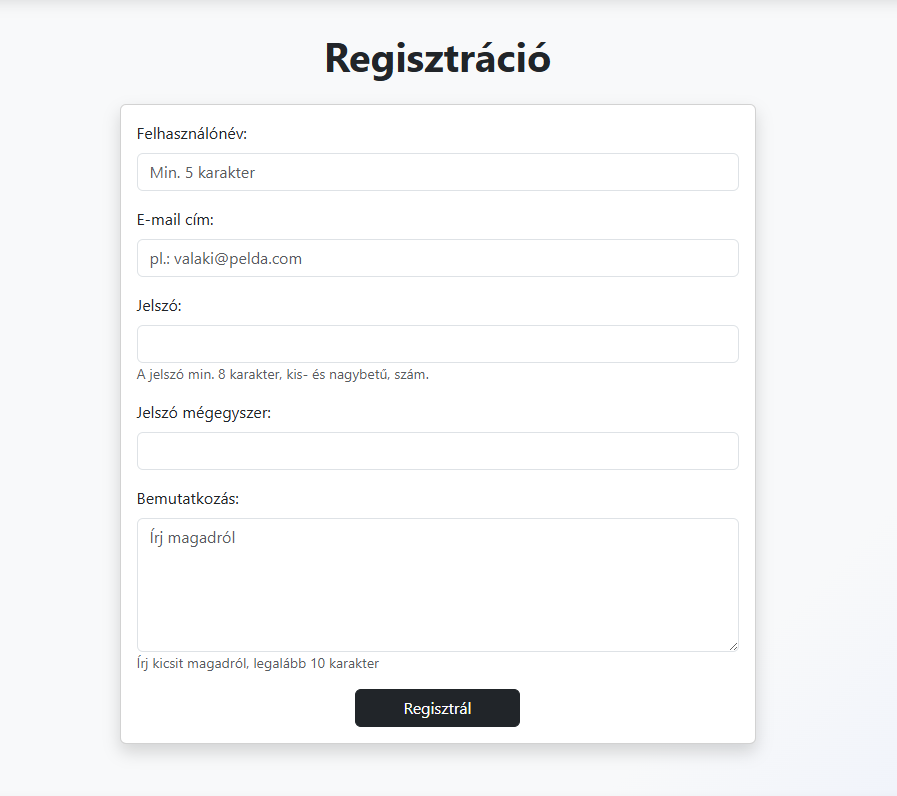 Regisztráció
Felhasználónév:
Min. 5 karakter
E-mail cím:
pl.: valaki@pelda.com
Jelszó:
A jelszó min. 8 karakter, kis- és nagybetű, szám.
Jelszó mégegyszer:
Bemutatkozás:
Írj magadról
Írj kicsit magadról, legalább 10 karakter
Regisztrál